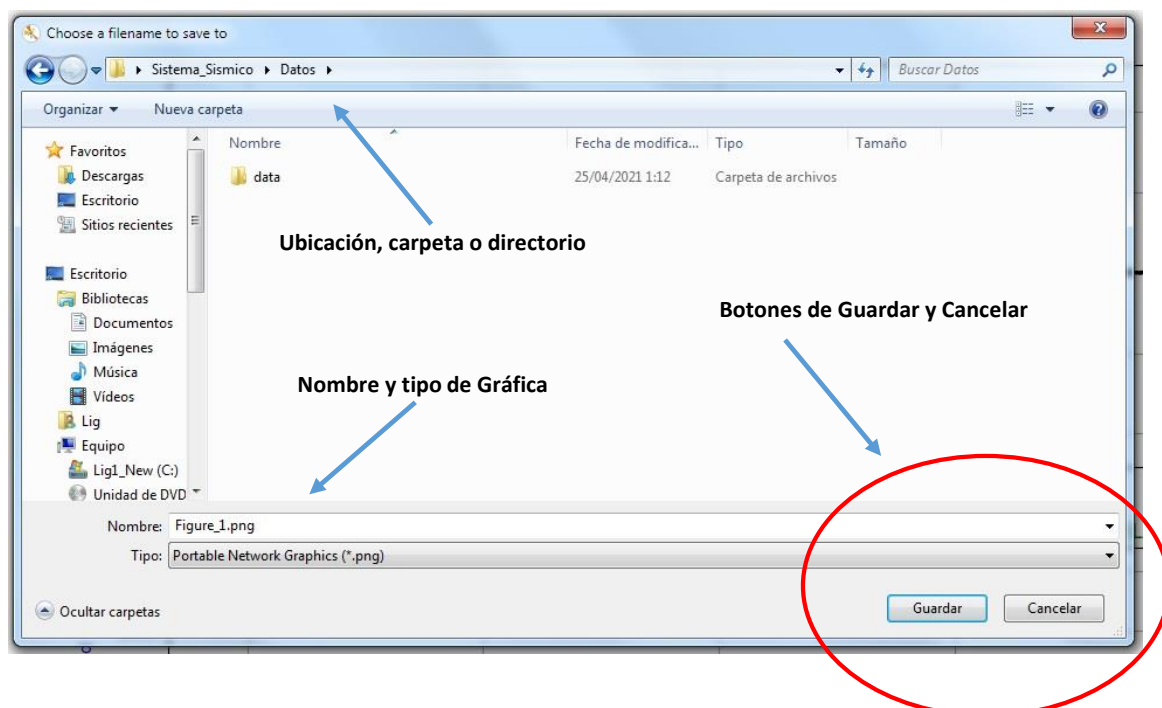 Choose a filename to save to
Sistema_Sismico Datos
Buscar Datos
Organizar Nueva carpeta
Nombre Fecha de modifica... Tipo Tamaño
data 25/04/2021 1:12 Carpeta de archivos
Favoritos
Descargas
Escritorio
Sitios recientes
Escritorio
Bibliotecas
Documentos
Imágenes
Música
Vídeos
Lig
Equipo
Lig1_New (C:)
Unidad de DVD
Ubicación, carpeta o directorio
Botones de Guardar y Cancelar
Nombre y tipo de Gráfica
Nombre: Figure_1.png
Tipo: Portable Network Graphics (*.png)
Ocultar carpetas
Guardar Cancelar